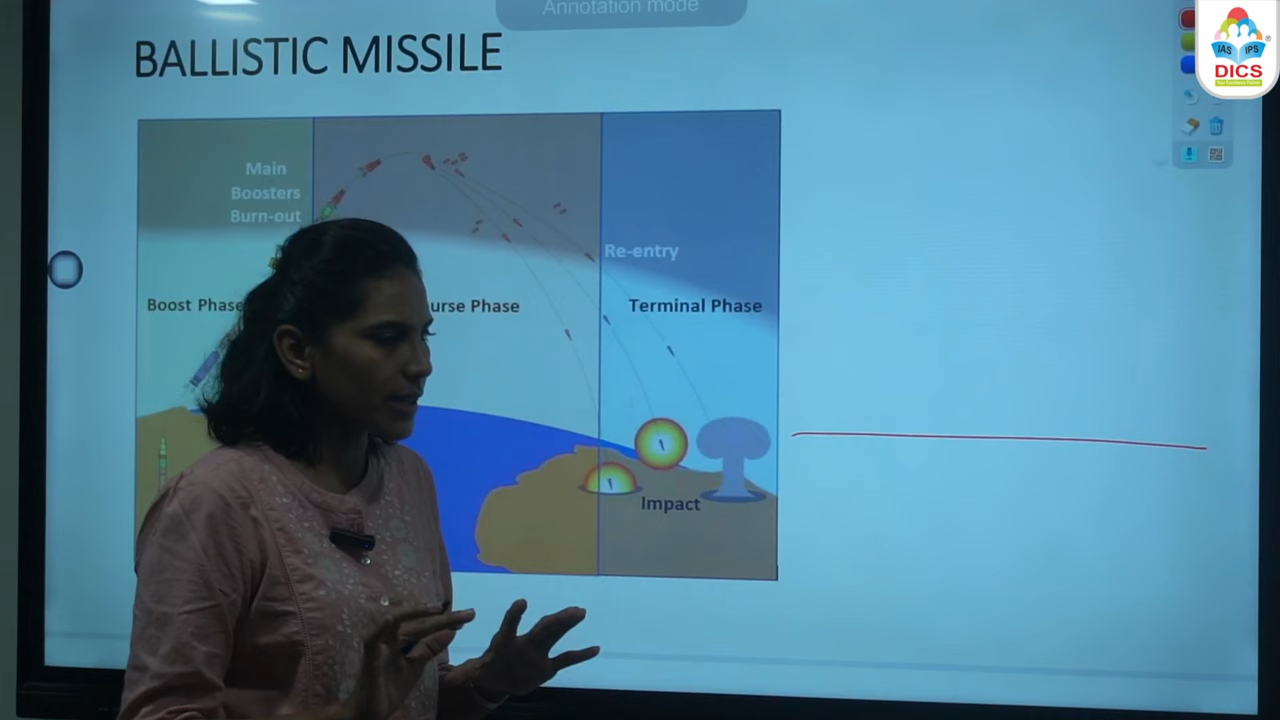 Annotation mode
BALLISTIC MISSILE
IAS IPS
DICS
Main
Boosters
Burn-out
Re-entry
Boost Phase
urse Phase
Terminal Phase
Impact